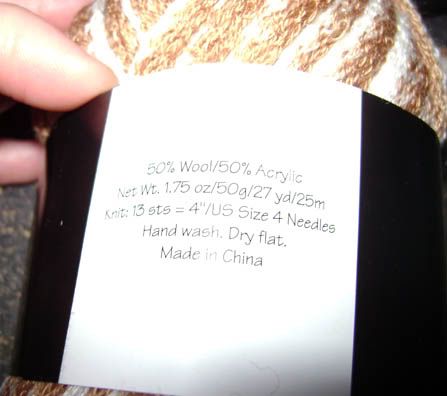 50% Wool/50% Acrylic
Net Wt. 1.75 oz/50g/27 yd/25m
Knit: 13 sts = 4"/US Size 4 Needles
Hand wash. Dry flat.
Made in China